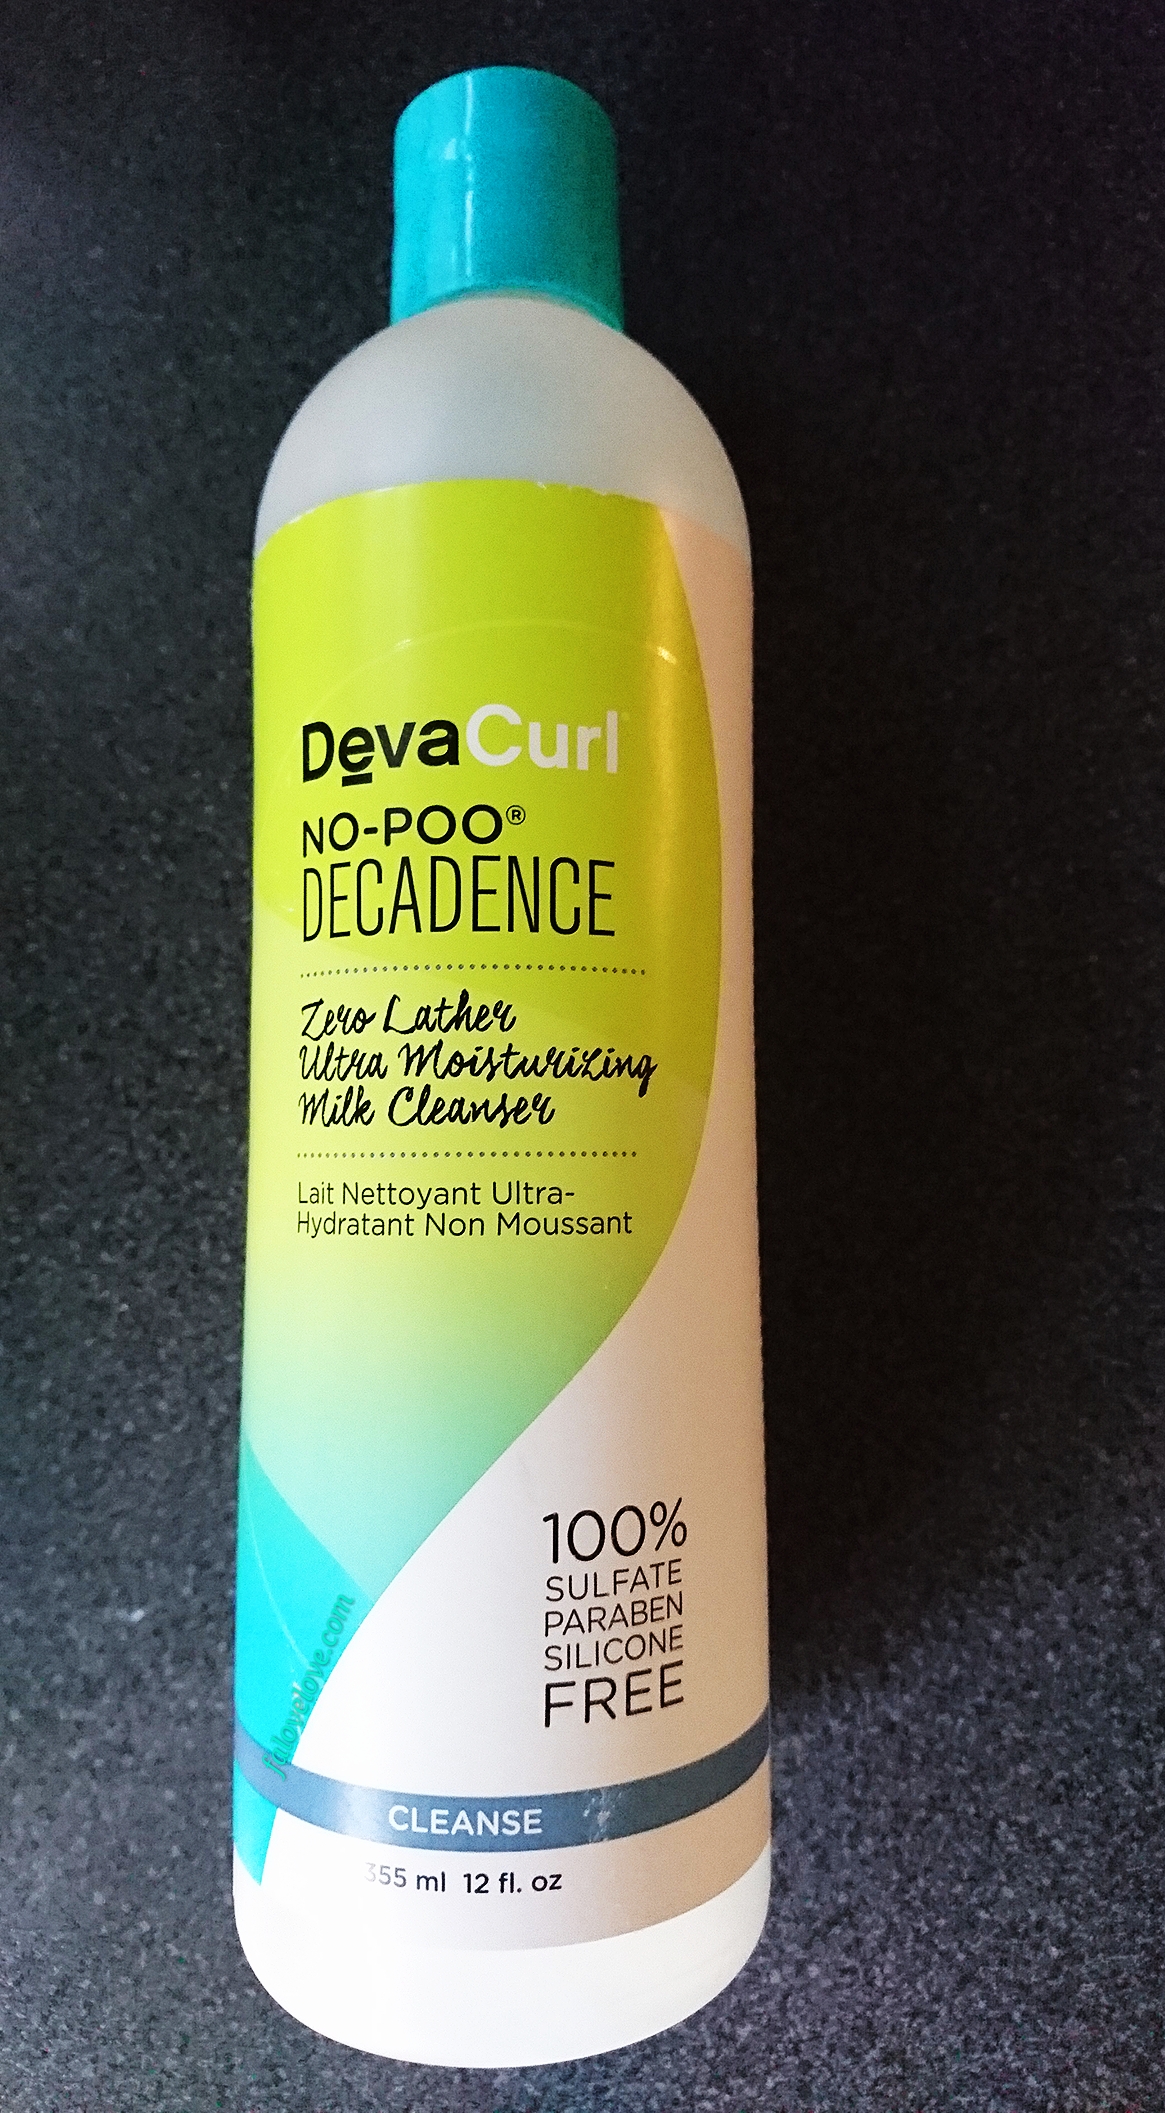 DevaCurl
NO-POO®
DECADENCE
Zero Lather
Ultra Moisturizing
Milk Cleanser
Lait Nettoyant Ultra-
Hydratant Non Moussant
100%
SULFATE
PARABEN
SILICONE
FREE
CLEANSE
355 ml 12 fl. oz